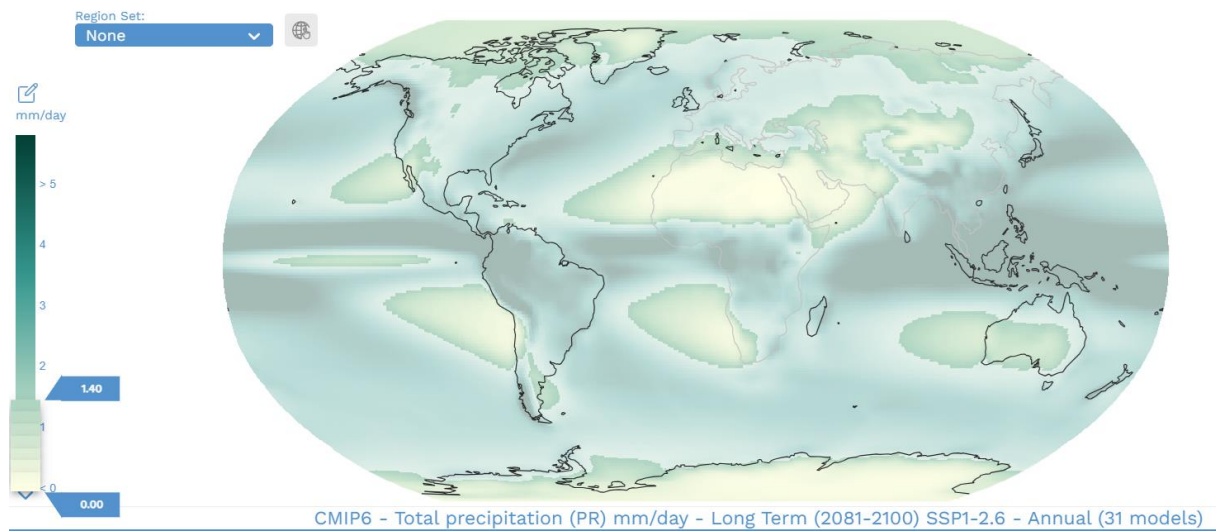 Region Set:
None
mm/day
> 5
4
3
2
1.40
1
< 0
0.00
CMIP6 - Total precipitation (PR) mm/day - Long Term (2081-2100) SSP1-2.6 - Annual (31 models)